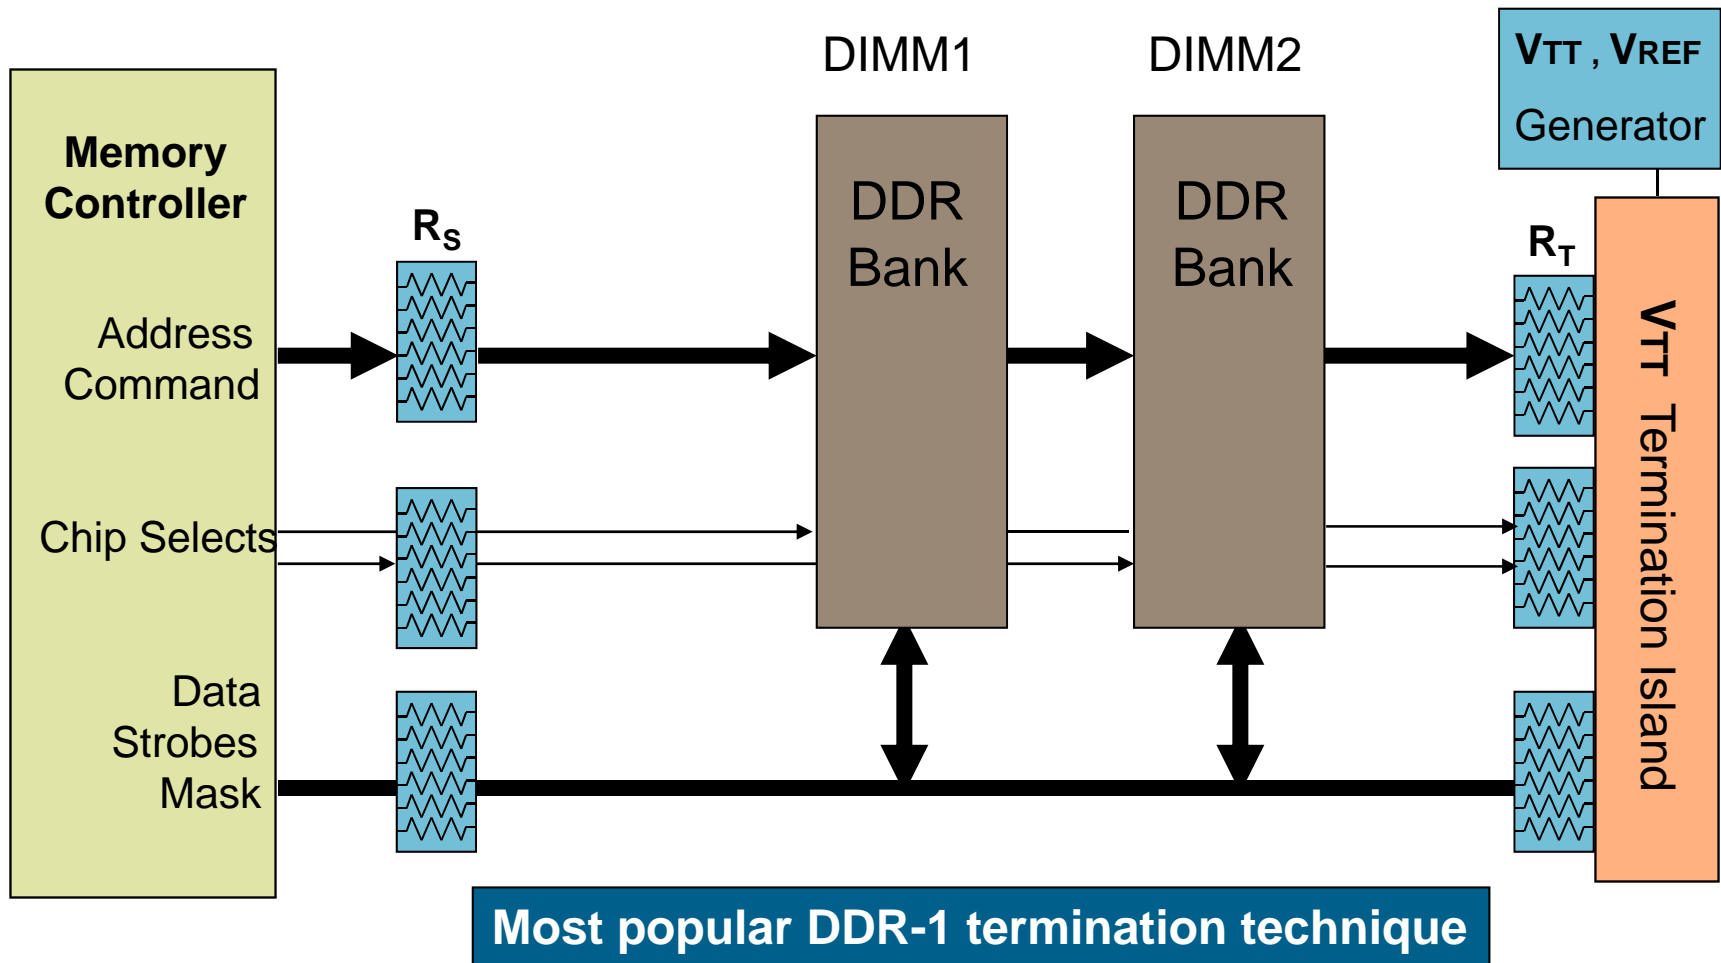 DIMM1
DIMM2
VTT , VREF
Generator
Memory
Controller
RS
DDR
Bank
DDR
Bank
RT
Address
Command
VTT Termination Island
Chip Selects
Data
Strobes
Mask
Most popular DDR-1 termination technique